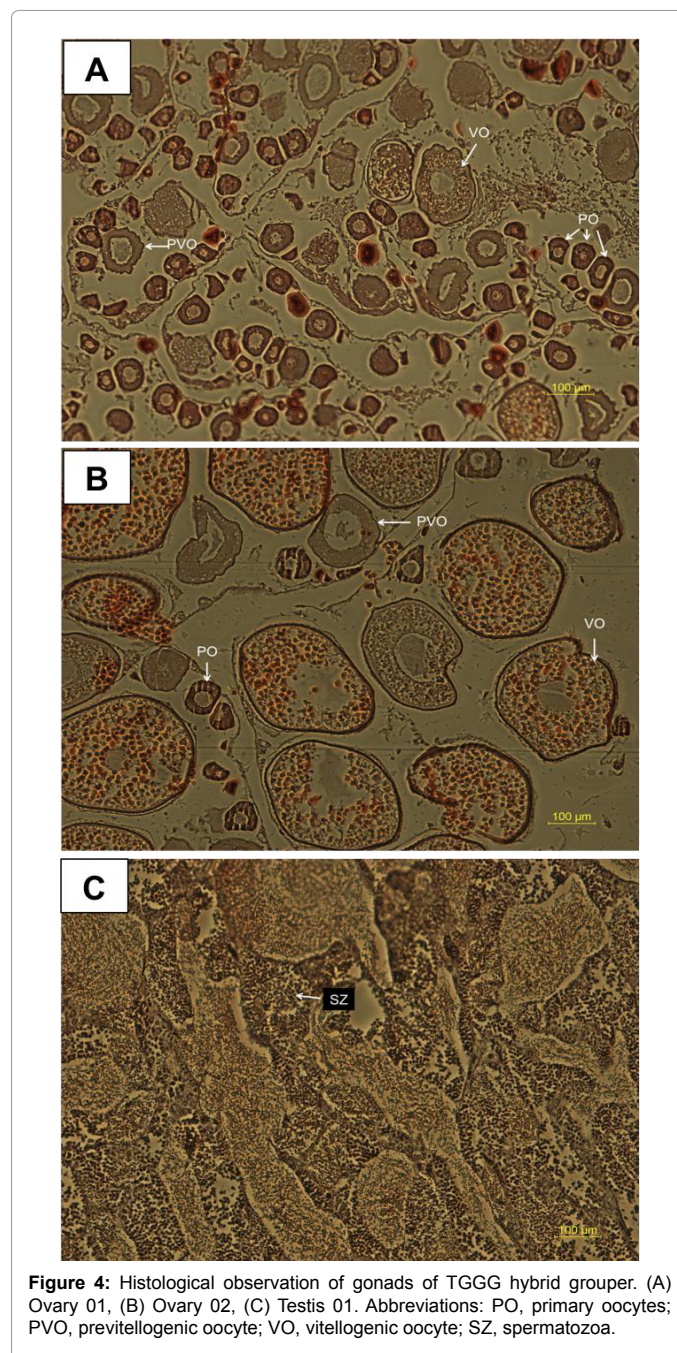 A
VO
PO
PVO
100 µm
B
PVO
VO
PO
100 µm
C
SZ
100 µm
Figure 4: Histological observation of gonads of TGGG hybrid grouper. (A)
Ovary 01, (B) Ovary 02, (C) Testis 01. Abbreviations: PO, primary oocytes;
PVO, previtellogenic oocyte; VO, vitellogenic oocyte; SZ, spermatozoa.